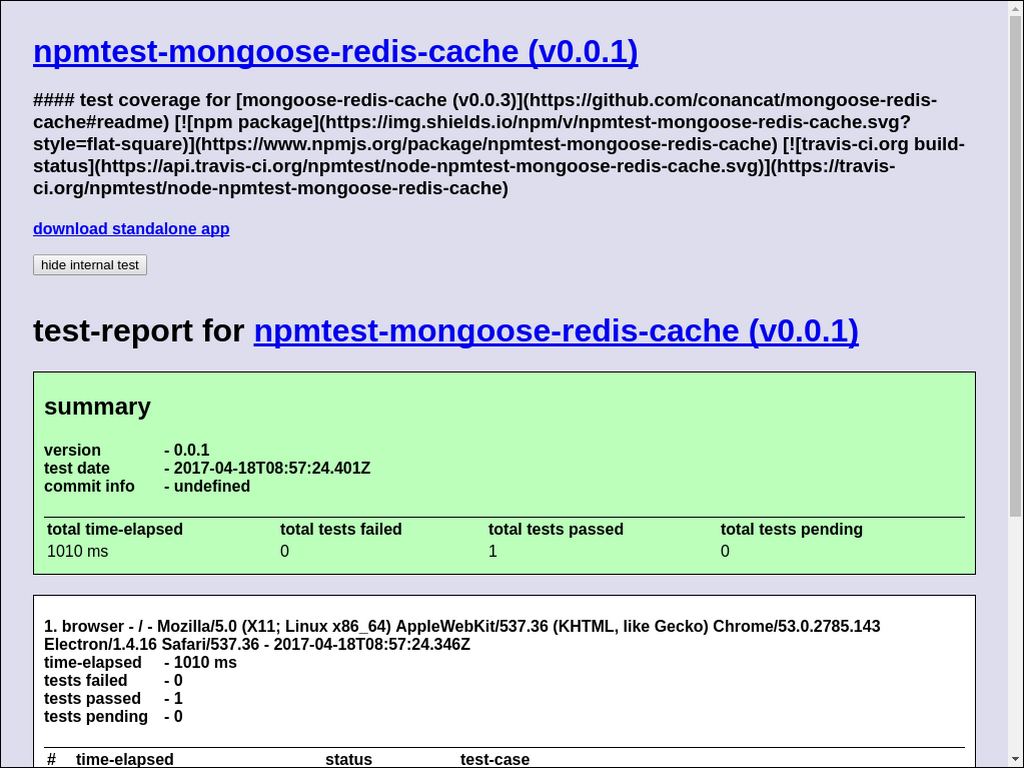 npmtest-mongoose-redis-cache (v0.0.1)
#### test coverage for [mongoose-redis-cache (v0.0.3)](https://github.com/conancat/mongoose-redis-
cache#readme) [![npm package](https://img.shields.io/npm/v/npmtest-mongoose-redis-cache.svg?
style=flat-square)](https://www.npmjs.org/package/npmtest-mongoose-redis-cache) [![travis-ci.org build-
status](https://api.travis-ci.org/npmtest/node-npmtest-mongoose-redis-cache.svg)](https://travis-
ci.org/npmtest/node-npmtest-mongoose-redis-cache)
download standalone app
hide internal test
test-report for npmtest-mongoose-redis-cache (v0.0.1)
summary
version - 0.0.1
test date - 2017-04-18T08:57:24.401Z
commit info - undefined
total time-elapsed total tests failed total tests passed total tests pending
1010 ms 0 1 0
1. browser - / - Mozilla/5.0 (X11; Linux x86_64) AppleWebKit/537.36 (KHTML, like Gecko) Chrome/53.0.2785.143
Electron/1.4.16 Safari/537.36 - 2017-04-18T08:57:24.346Z
time-elapsed - 1010 ms
tests failed - 0
tests passed - 1
tests pending - 0
# time-elapsed status test-case